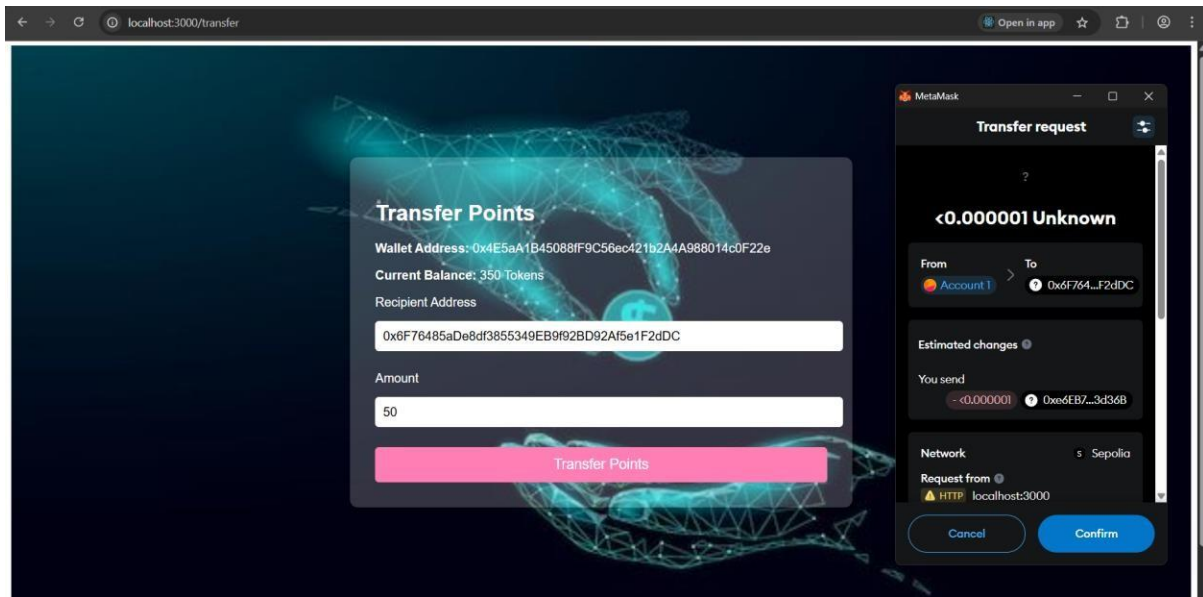 localhost:3000/transfer
Open in app
Transfer Points
Wallet Address: 0x4E5aA1B45088fF9C56ec421b2A4A988014c0F22e
Current Balance: 350 Tokens
Recipient Address
0x6F76485aDe8df3855349EB9f92BD92Af5e1F2dDC
Amount
50
Transfer Points
MetaMask
Transfer request
?
<0.000001 Unknown
From To
Account 1 > ? 0x6F764...F2dDC
Estimated changes ?
You send
- <0.000001 ? 0xe6EB7...3d36B
Network S Sepolia
Request from ?
HTTP localhost:3000
Cancel Confirm